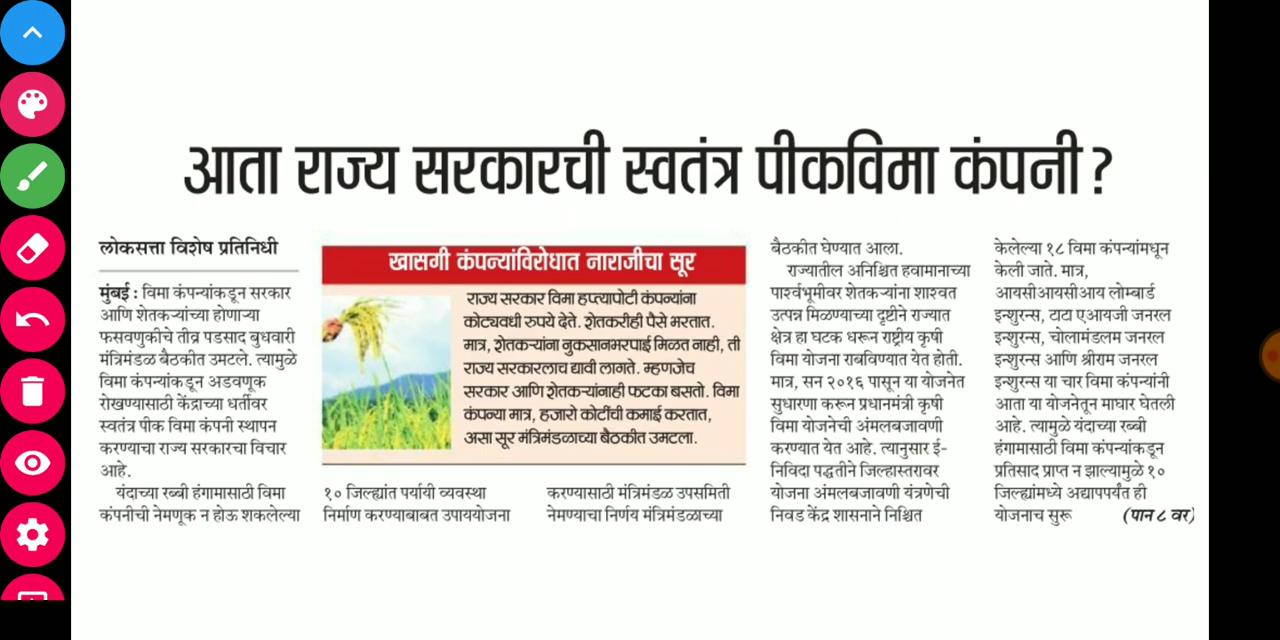 आता राज्य सरकारची स्वतंत्र पीकविमा कंपनी?
लोकसत्ता विशेष प्रतिनिधी
मुंबई : विमा कंपन्यांकडून सरकार
आणि शेतकऱ्यांच्या होणाऱ्या
फसवणुकीचे तीव्र पडसाद बुधवारी
मंत्रिमंडळ बैठकीत उमटले. त्यामुळे
विमा कंपन्यांकडून अडवणूक
रोखण्यासाठी केंद्राच्या धर्तीवर
स्वतंत्र पीक विमा कंपनी स्थापन
करण्याचा राज्य सरकारचा विचार
आहे.
यंदाच्या रब्बी हंगामासाठी विमा
कंपनीची नेमणूक न होऊ शकलेल्या
खासगी कंपन्यांविरोधात नाराजीचा सूर
राज्य सरकार विमा हप्त्यापोटी कंपन्यांना
कोट्यवधी रुपये देते. शेतकरीही पैसे भरतात.
मात्र, शेतकऱ्यांना नुकसानभरपाई मिळत नाही, ती
राज्य सरकारलाच द्यावी लागते. म्हणजेच
सरकार आणि शेतकऱ्यांनाही फटका बसतो. विमा
कंपन्या मात्र, हजारो कोटींची कमाई करतात,
असा सूर मंत्रिमंडळाच्या बैठकीत उमटला.
१० जिल्ह्यांत पर्यायी व्यवस्था
निर्माण करण्याबाबत उपाययोजना
करण्यासाठी मंत्रिमंडळ उपसमिती
नेमण्याचा निर्णय मंत्रिमंडळाच्या
बैठकीत घेण्यात आला.
राज्यातील अनिश्चित हवामानाच्या
पार्श्वभूमीवर शेतकऱ्यांना शाश्वत
उत्पन्न मिळण्याच्या दृष्टीने राज्यात
क्षेत्र हा घटक धरून राष्ट्रीय कृषी
विमा योजना राबविण्यात येत होती.
मात्र, सन २०१६ पासून या योजनेत
सुधारणा करून प्रधानमंत्री कृषी
विमा योजनेची अंमलबजावणी
करण्यात येत आहे. त्यानुसार ई-
निविदा पद्धतीने जिल्हास्तरावर
योजना अंमलबजावणी यंत्रणेची
निवड केंद्र शासनाने निश्चित
केलेल्या १८ विमा कंपन्यांमधून
केली जाते. मात्र,
आयसीआयसीआय लोम्बार्ड
इन्शुरन्स, टाटा एआयजी जनरल
इन्शुरन्स, चोलामंडलम जनरल
इन्शुरन्स आणि श्रीराम जनरल
इन्शुरन्स या चार विमा कंपन्यांनी
आता या योजनेतून माघार घेतली
आहे. त्यामुळे यंदाच्या रब्बी
हंगामासाठी विमा कंपन्यांकडून
प्रतिसाद प्राप्त न झाल्यामुळे १०
जिल्ह्यांमध्ये अद्यापपर्यंत ही
योजनाच सुरू (पान ८ वर)